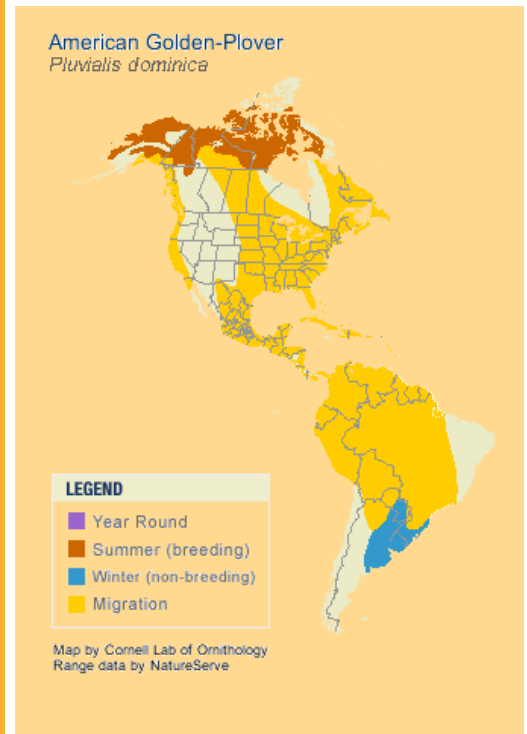 American Golden-Plover
Pluvialis dominica
LEGEND
Year Round
Summer (breeding)
Winter (non-breeding)
Migration
Map by Cornell Lab of Ornithology
Range data by NatureServe